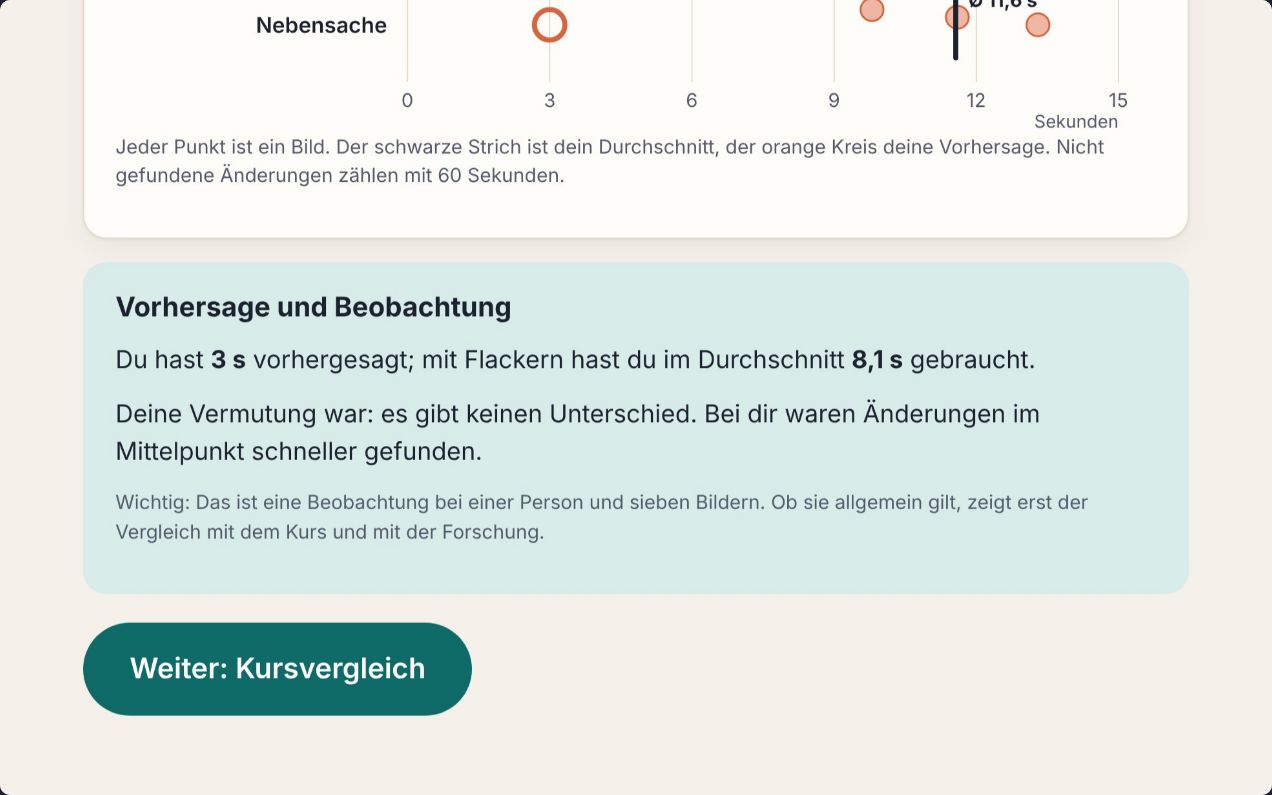 Ø 11,6 s
Nebensache
0 3 6 9 12 15
Sekunden
Jeder Punkt ist ein Bild. Der schwarze Strich ist dein Durchschnitt, der orange Kreis deine Vorhersage. Nicht
gefundene Änderungen zählen mit 60 Sekunden.
Vorhersage und Beobachtung
Du hast 3 s vorhergesagt; mit Flackern hast du im Durchschnitt 8,1 s gebraucht.
Deine Vermutung war: es gibt keinen Unterschied. Bei dir waren Änderungen im
Mittelpunkt schneller gefunden.
Wichtig: Das ist eine Beobachtung bei einer Person und sieben Bildern. Ob sie allgemein gilt, zeigt erst der
Vergleich mit dem Kurs und mit der Forschung.
Weiter: Kursvergleich